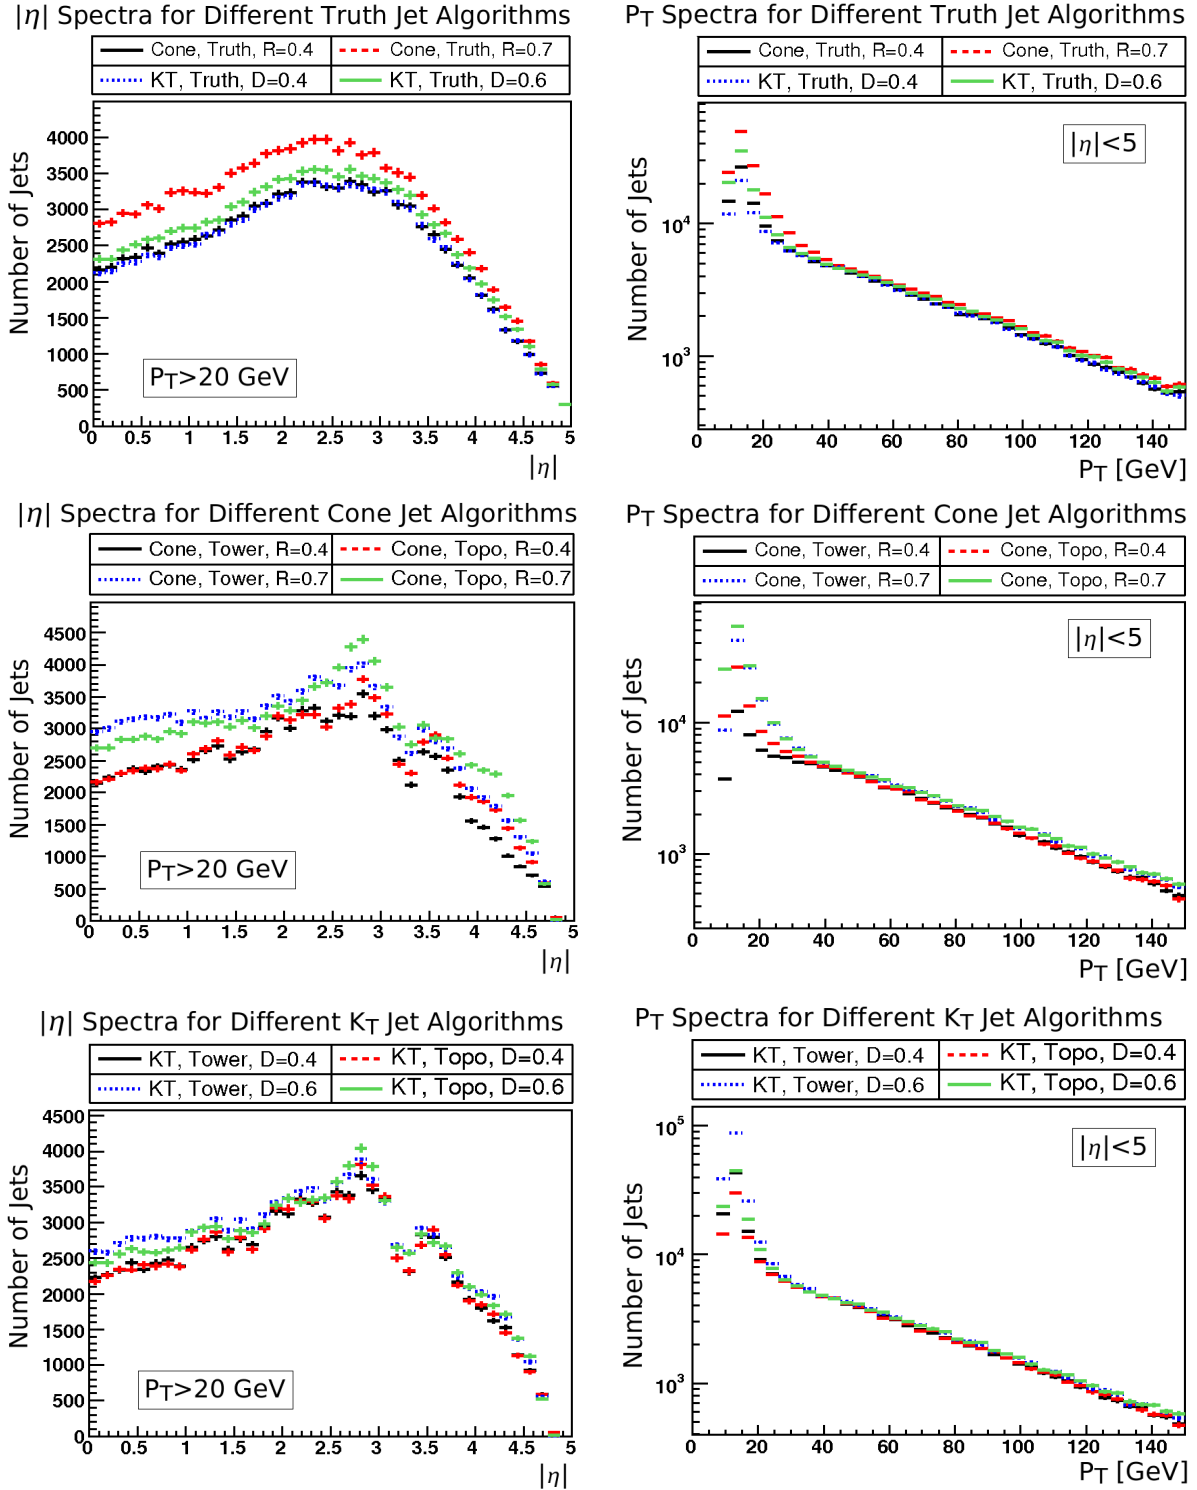 |η| Spectra for Different Truth Jet Algorithms
Cone, Truth, R=0.4
Cone, Truth, R=0.7
KT, Truth, D=0.4
KT, Truth, D=0.6
Number of Jets
4000
3500
3000
2500
2000
1500
1000
500
0
P_T>20 GeV
0 0.5 1 1.5 2 2.5 3 3.5 4 4.5 5
|η|
P_T Spectra for Different Truth Jet Algorithms
Cone, Truth, R=0.4
Cone, Truth, R=0.7
KT, Truth, D=0.4
KT, Truth, D=0.6
|η|<5
Number of Jets
10^4
10^3
0 20 40 60 80 100 120 140
P_T [GeV]
|η| Spectra for Different Cone Jet Algorithms
Cone, Tower, R=0.4
Cone, Topo, R=0.4
Cone, Tower, R=0.7
Cone, Topo, R=0.7
Number of Jets
4500
4000
3500
3000
2500
2000
1500
1000
500
0
P_T>20 GeV
0 0.5 1 1.5 2 2.5 3 3.5 4 4.5 5
|η|
P_T Spectra for Different Cone Jet Algorithms
Cone, Tower, R=0.4
Cone, Topo, R=0.4
Cone, Tower, R=0.7
Cone, Topo, R=0.7
|η|<5
Number of Jets
10^4
10^3
0 20 40 60 80 100 120 140
P_T [GeV]
|η| Spectra for Different K_T Jet Algorithms
KT, Tower, D=0.4
KT, Topo, D=0.4
KT, Tower, D=0.6
KT, Topo, D=0.6
Number of Jets
4500
4000
3500
3000
2500
2000
1500
1000
500
0
P_T>20 GeV
0 0.5 1 1.5 2 2.5 3 3.5 4 4.5 5
|η|
P_T Spectra for Different K_T Jet Algorithms
KT, Tower, D=0.4
KT, Topo, D=0.4
KT, Tower, D=0.6
KT, Topo, D=0.6
|η|<5
Number of Jets
10^5
10^4
10^3
0 20 40 60 80 100 120 140
P_T [GeV]